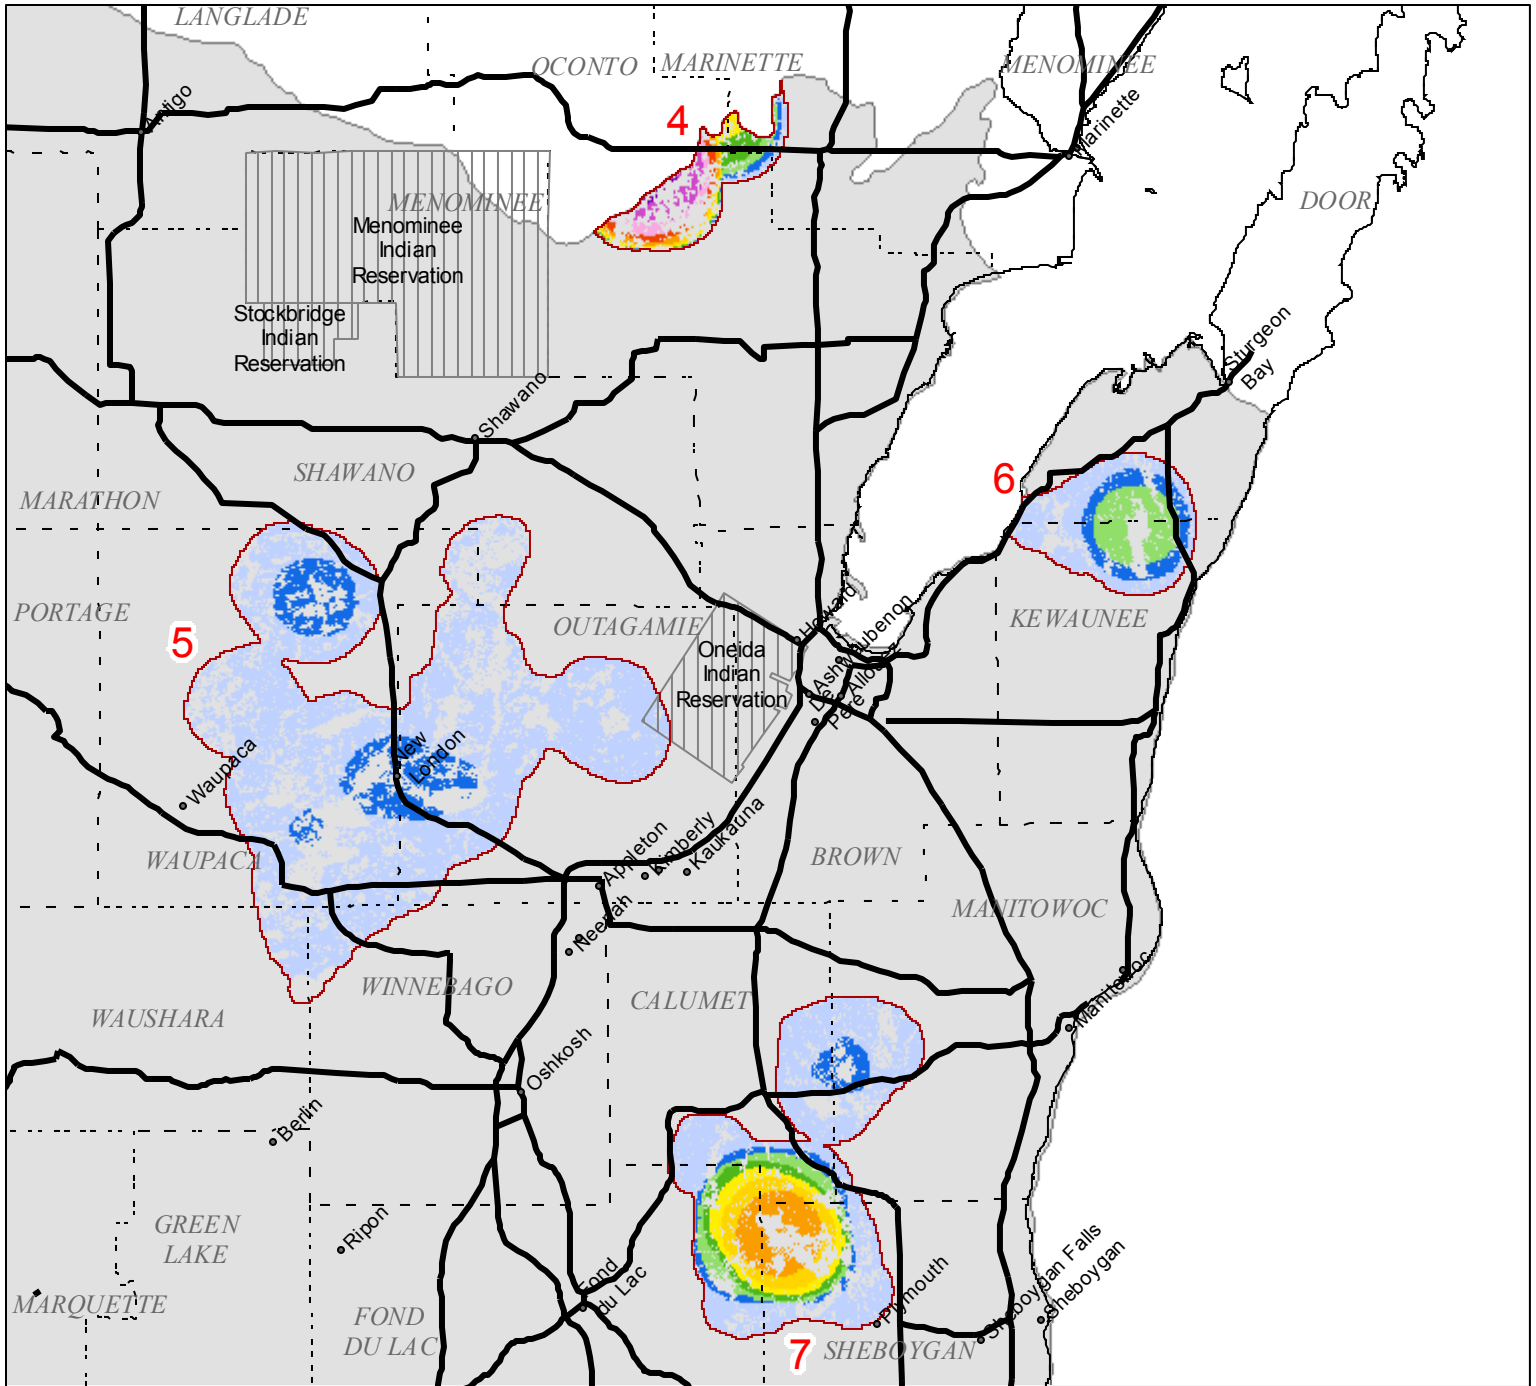 LANGLADE
OCONTO
MARINETTE
MENOMINEE
Antigo
4
Marinette
MENOMINEE
DOOR
Menominee
Indian
Reservation
Stockbridge
Indian
Reservation
Sturgeon
Bay
Shawano
SHAWANO
MARATHON
6
PORTAGE
5
OUTAGAMIE
KEWAUNEE
Howard
Ashwaubenon
Allouez
De
Pere
Oneida
Indian
Reservation
New
London
Waupaca
WAUPACA
Appleton
Kimberly
Kaukauna
BROWN
Neenah
MANITOWOC
WINNEBAGO
CALUMET
WAUSHARA
Manitowoc
Oshkosh
Berlin
GREEN
LAKE
Ripon
MARQUETTE
FOND
DU LAC
Fond
du Lac
Plymouth
Sheboygan Falls
Sheboygan
7
SHEBOYGAN